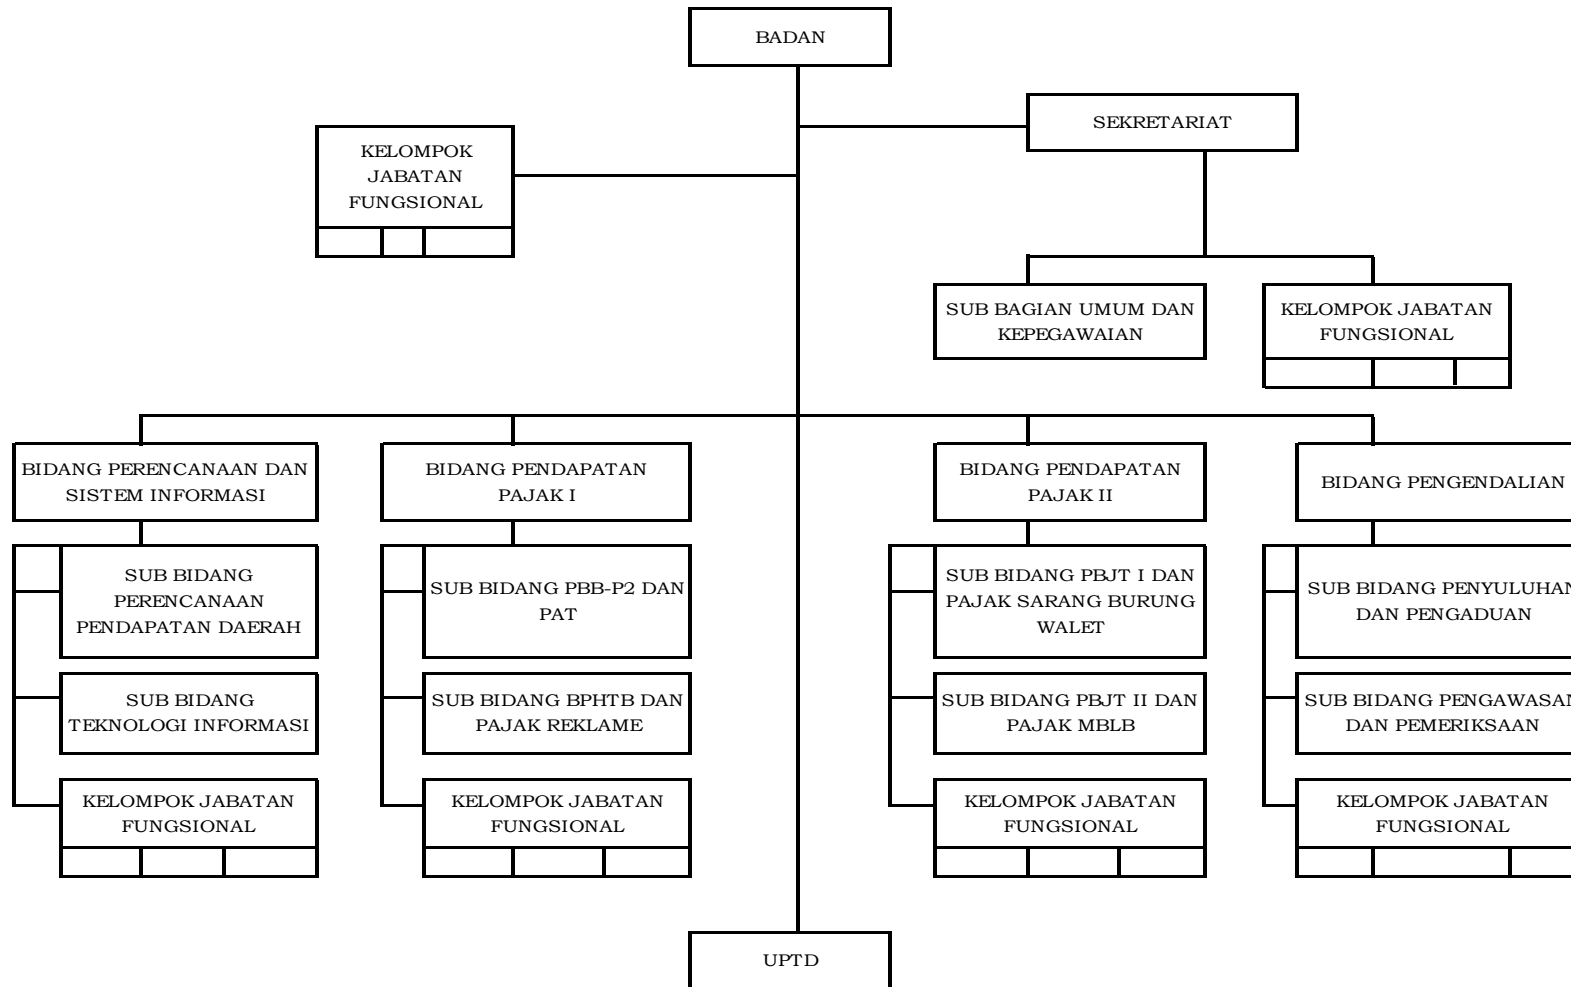 BADAN
SEKRETARIAT
KELOMPOK
JABATAN
FUNGSIONAL
SUB BAGIAN UMUM DAN
KEPEGAWAIAN
KELOMPOK JABATAN
FUNGSIONAL
BIDANG PERENCANAAN DAN
SISTEM INFORMASI
BIDANG PENDAPATAN
PAJAK I
BIDANG PENDAPATAN
PAJAK II
BIDANG PENGENDALIAN
SUB BIDANG
PERENCANAAN
PENDAPATAN DAERAH
SUB BIDANG PBB-P2 DAN
PAT
SUB BIDANG PBJT I DAN
PAJAK SARANG BURUNG
WALET
SUB BIDANG PENYULUHAN
DAN PENGADUAN
SUB BIDANG
TEKNOLOGI INFORMASI
SUB BIDANG BPHTB DAN
PAJAK REKLAME
SUB BIDANG PBJT II DAN
PAJAK MBLB
SUB BIDANG PENGAWASAN
DAN PEMERIKSAAN
KELOMPOK JABATAN
FUNGSIONAL
KELOMPOK JABATAN
FUNGSIONAL
KELOMPOK JABATAN
FUNGSIONAL
KELOMPOK JABATAN
FUNGSIONAL
UPTD